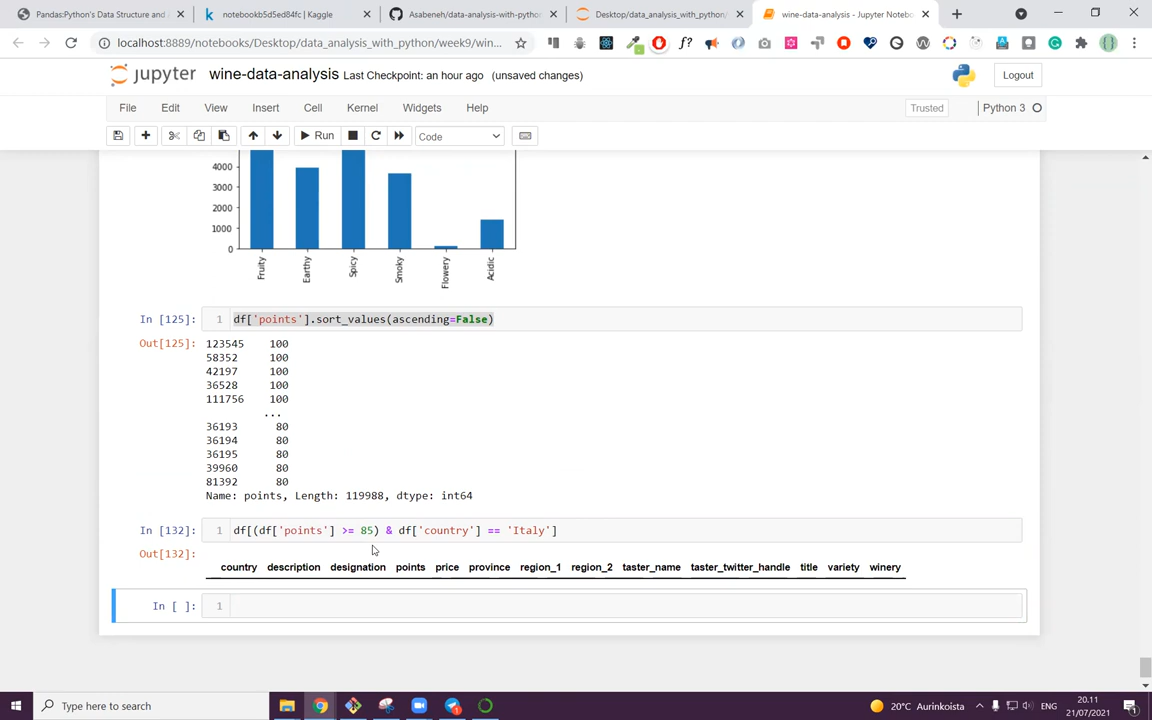 Pandas:Python's Data Structure and
notebookb5d5ed84fc | Kaggle
Asabeneh/data-analysis-with-python
Desktop/data_analysis_with_python/
wine-data-analysis - Jupyter Notebo
localhost:8889/notebooks/Desktop/data_analysis_with_python/week9/win...
f?
jupyter wine-data-analysis Last Checkpoint: an hour ago (unsaved changes)
Logout
File Edit View Insert Cell Kernel Widgets Help
Trusted
Python 3
Run
Code
4000
3000
2000
1000
0
Fruity
Earthy
Spicy
Smoky
Flowery
Acidic
In [125]: 1 df['points'].sort_values(ascending=False)
Out[125]: 123545 100
58352 100
42197 100
36528 100
111756 100
...
36193 80
36194 80
36195 80
39960 80
81392 80
Name: points, Length: 119988, dtype: int64
In [132]: 1 df[(df['points'] >= 85) & df['country'] == 'Italy']
Out[132]:
country description designation points price province region_1 region_2 taster_name taster_twitter_handle title variety winery
In [ ]: 1
Type here to search
20°C Aurinkoista
ENG
20.11
21/07/2021